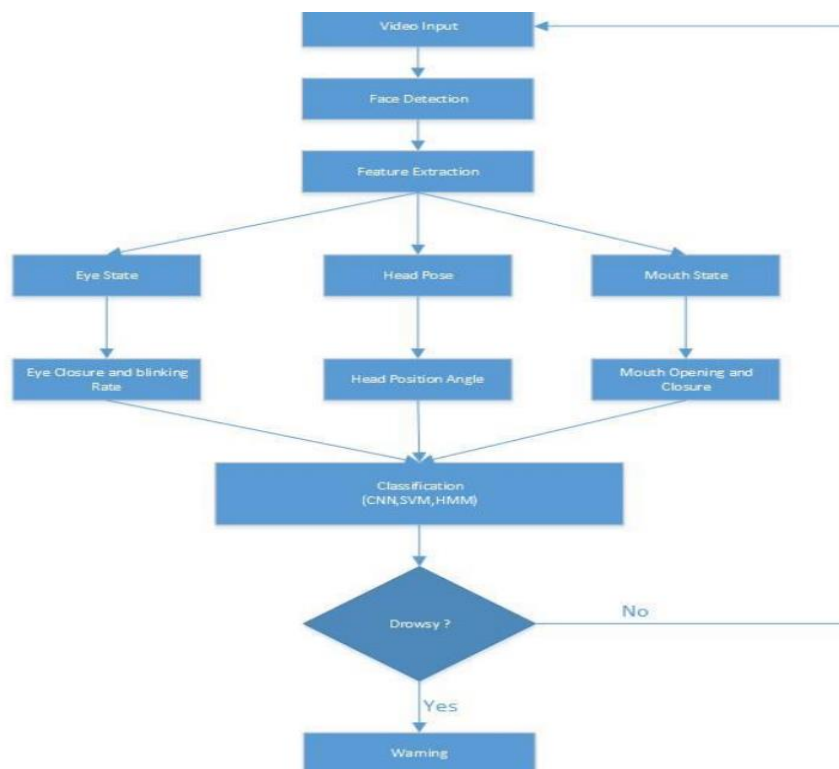 Video Input
Face Detection
Feature Extraction
Eye State
Head Pose
Mouth State
Eye Closure and blinking
Rate
Head Position Angle
Mouth Opening and
Closure
Classification
(CNN,SVM,HMM)
Drowsy ?
No
Yes
Warning